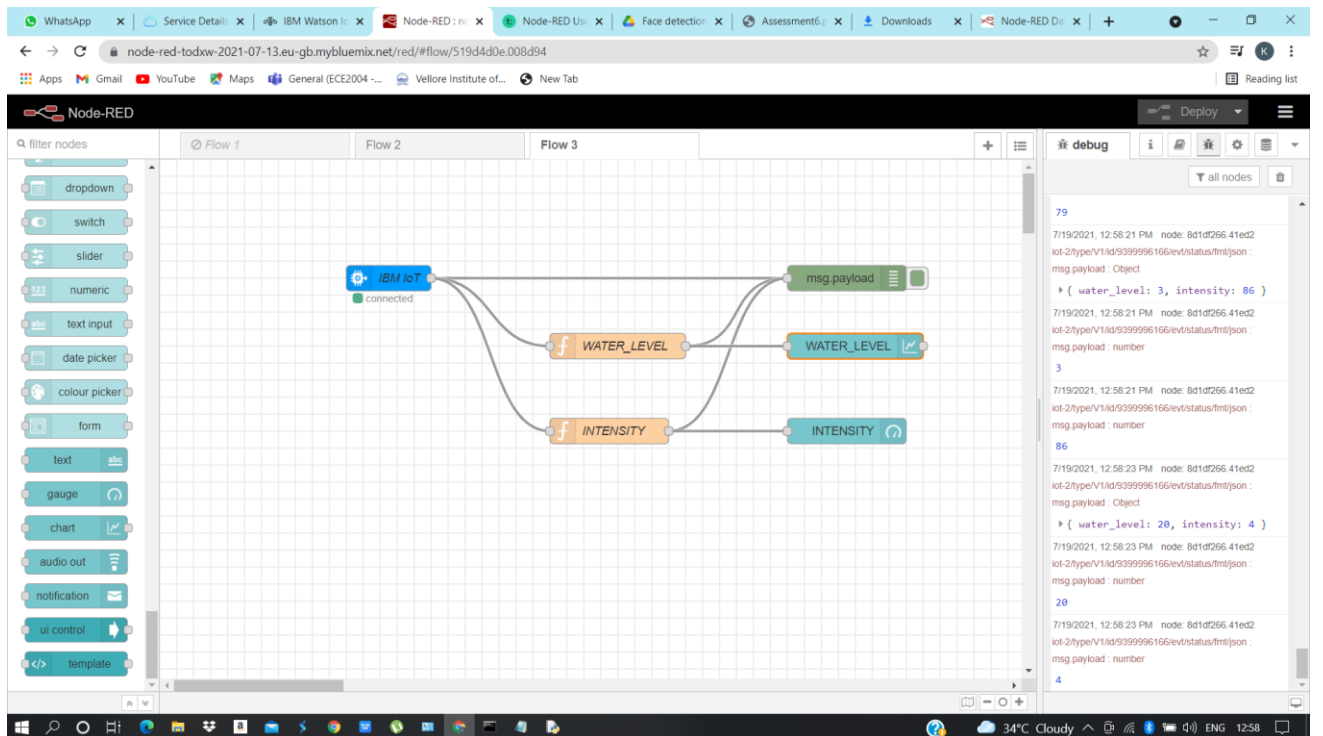 WhatsApp
Service Details
IBM Watson Io
Node-RED : no
Node-RED Use
Face detection
Assessment6.p
Downloads
Node-RED Da
node-red-todxw-2021-07-13.eu-gb.mybluemix.net/red/#flow/519d4d0e.008d94
K
Apps
Gmail
YouTube
Maps
General (ECE2004 -...
Vellore Institute of...
New Tab
Reading list
Node-RED
Deploy
filter nodes
Flow 1
Flow 2
Flow 3
debug
i
all nodes
dropdown
switch
slider
123 numeric
abc text input
date picker
colour picker
form
text abc
gauge
chart
audio out
notification
ui control
</> template
IBM IoT
connected
f WATER_LEVEL
f INTENSITY
msg.payload
WATER_LEVEL
INTENSITY
79
7/19/2021, 12:58:21 PM node: 8d1df266.41ed2
iot-2/type/V1/id/9399996166/evt/status/fmt/json :
msg.payload : Object
{ water_level: 3, intensity: 86 }
7/19/2021, 12:58:21 PM node: 8d1df266.41ed2
iot-2/type/V1/id/9399996166/evt/status/fmt/json :
msg.payload : number
3
7/19/2021, 12:58:21 PM node: 8d1df266.41ed2
iot-2/type/V1/id/9399996166/evt/status/fmt/json :
msg.payload : number
86
7/19/2021, 12:58:23 PM node: 8d1df266.41ed2
iot-2/type/V1/id/9399996166/evt/status/fmt/json :
msg.payload : Object
{ water_level: 20, intensity: 4 }
7/19/2021, 12:58:23 PM node: 8d1df266.41ed2
iot-2/type/V1/id/9399996166/evt/status/fmt/json :
msg.payload : number
20
7/19/2021, 12:58:23 PM node: 8d1df266.41ed2
iot-2/type/V1/id/9399996166/evt/status/fmt/json :
msg.payload : number
4
34°C Cloudy
ENG
12:58